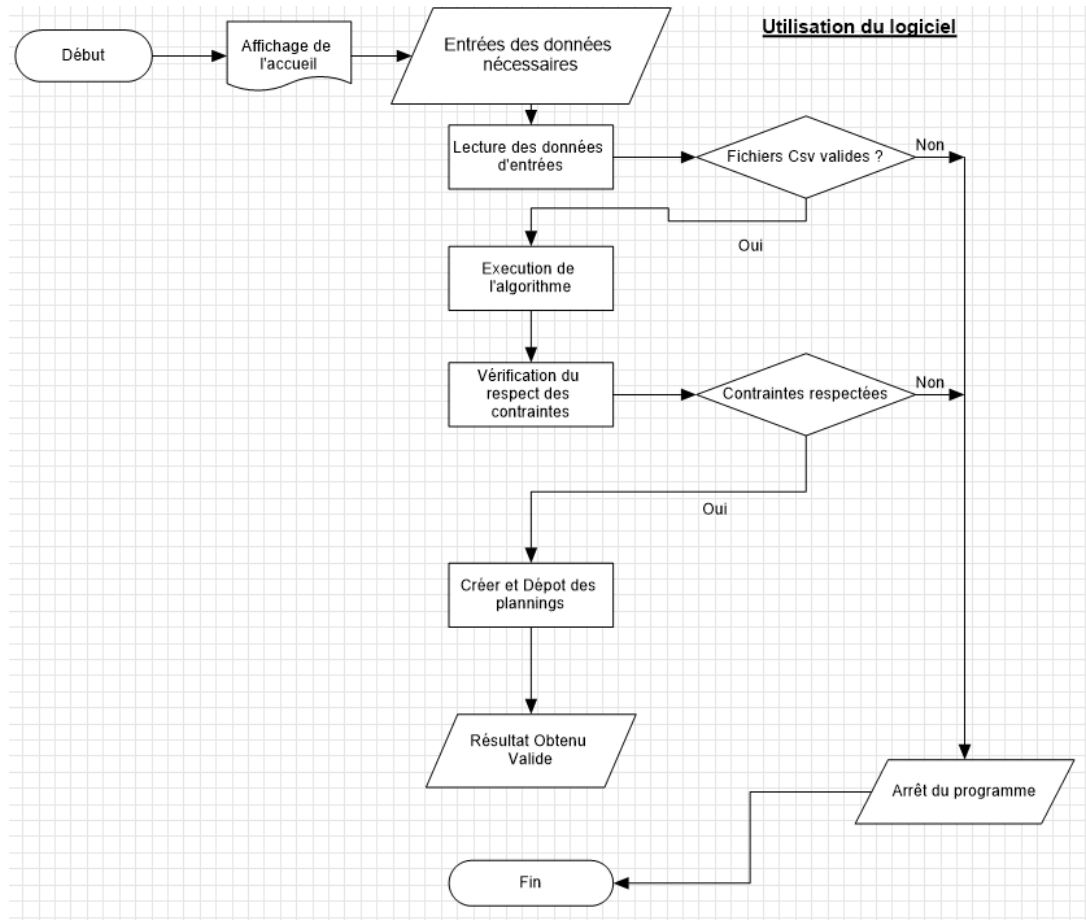 Utilisation du logiciel
Début
Affichage de
l'accueil
Entrées des données
nécessaires
Lecture des données
d'entrées
Fichiers Csv valides ?
Non
Oui
Execution de
l'algorithme
Vérification du
respect des
contraintes
Contraintes respectées
Non
Oui
Créer et Dépot des
plannings
Résultat Obtenu
Valide
Arrêt du programme
Fin